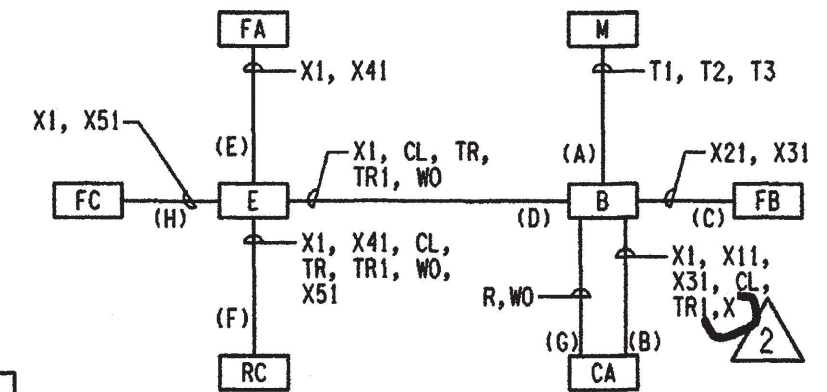 FA
M
X1, X41
T1, T2, T3
X1, X51
(E)
X1, CL, TR,
TR1, WO
(A)
X21, X31
FC
(H)
E
(D)
B
(C)
FB
X1, X41, CL,
TR, TR1, WO,
X51
X1, X11,
X31, CL,
TR1,X
R,WO
2
(F)
(G)
(B)
RC
CA